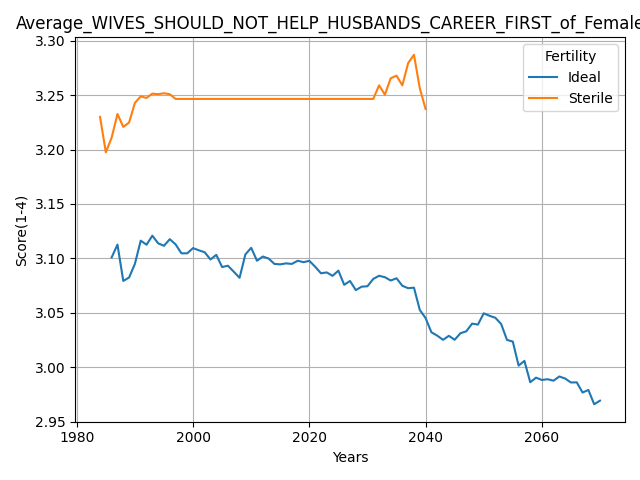 Average_WIVES_SHOULD_NOT_HELP_HUSBANDS_CAREER_FIRST_of_Female
3.30
3.25
3.20
3.15
3.10
3.05
3.00
2.95
Score(1-4)
Fertility
Ideal
Sterile
1980 2000 2020 2040 2060
Years